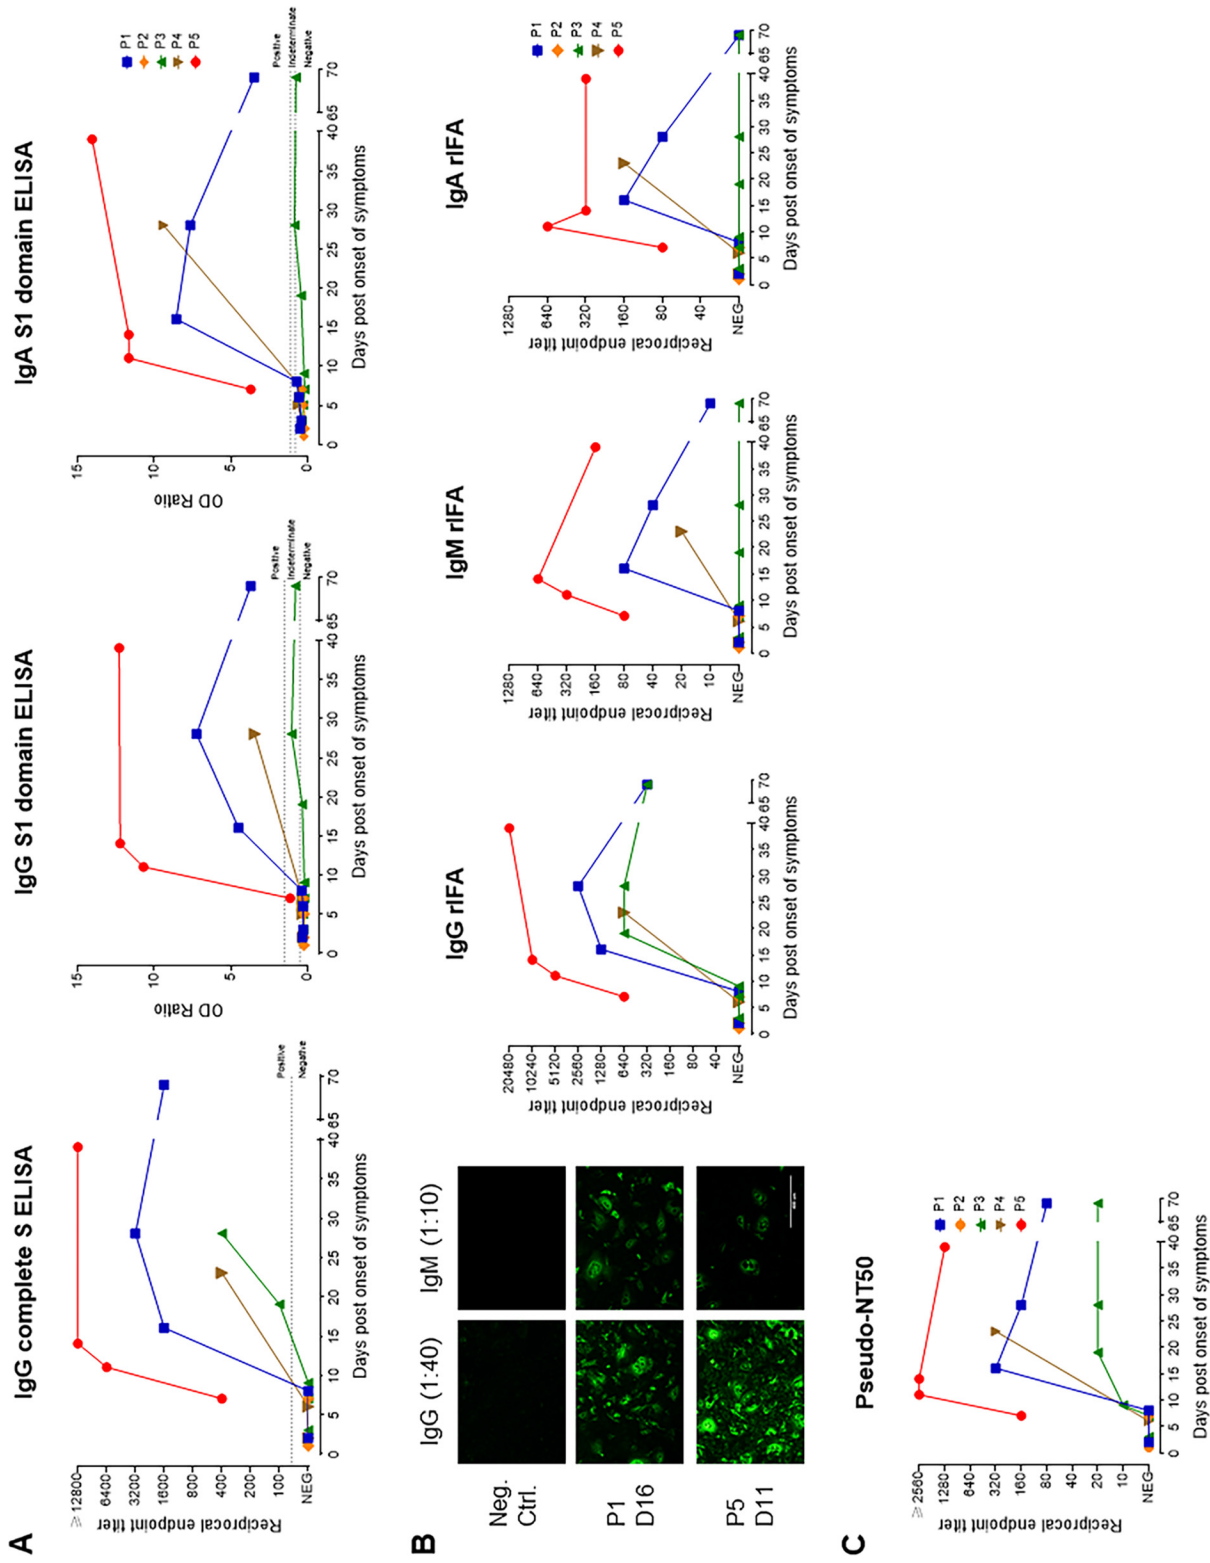 A
IgG complete S ELISA
Reciprocal endpoint titer
≥ 12800
6400
3200
1600
800
400
200
100
NEG
Positive
Negative
0 5 10 15 20 25 30 35 40 65 70
Days post onset of symptoms
IgG S1 domain ELISA
OD Ratio
15
10
5
0
Positive
Indeterminate
Negative
0 5 10 15 20 25 30 35 40 65 70
Days post onset of symptoms
IgA S1 domain ELISA
OD Ratio
15
10
5
0
P1
P2
P3
P4
P5
Positive
Indeterminate
Negative
0 5 10 15 20 25 30 35 40 65 70
Days post onset of symptoms
B
IgG (1:40) IgM (1:10)
Neg.
Ctrl.
P1
D16
P5
D11
IgG rIFA
Reciprocal endpoint titer
20480
10240
5120
2560
1280
640
320
160
80
40
NEG
0 5 10 15 20 25 30 35 40 65 70
Days post onset of symptoms
IgM rIFA
Reciprocal endpoint titer
1280
640
320
160
80
40
20
10
NEG
0 5 10 15 20 25 30 35 40 65 70
Days post onset of symptoms
IgA rIFA
Reciprocal endpoint titer
1280
640
320
160
80
40
NEG
P1
P2
P3
P4
P5
0 5 10 15 20 25 30 35 40 65 70
Days post onset of symptoms
C
Pseudo-NT50
Reciprocal endpoint titer
≥ 2560
1280
640
320
160
80
40
20
10
NEG
P1
P2
P3
P4
P5
0 5 10 15 20 25 30 35 40 65 70
Days post onset of symptoms